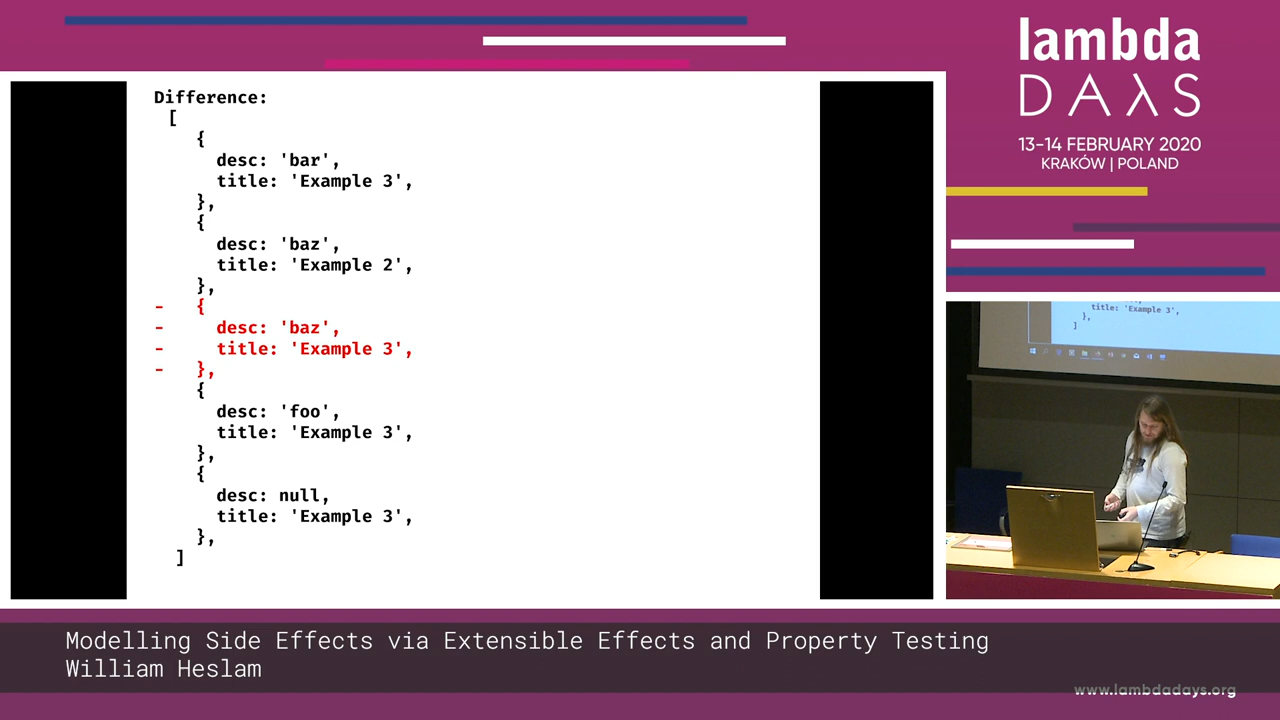 Difference:
[
{
desc: 'bar',
title: 'Example 3',
},
{
desc: 'baz',
title: 'Example 2',
},
- {
- desc: 'baz',
- title: 'Example 3',
- },
{
desc: 'foo',
title: 'Example 3',
},
{
desc: null,
title: 'Example 3',
},
]
lambda
DAλS
13-14 FEBRUARY 2020
KRAKÓW | POLAND
title: 'Example 3',
},
]
Modelling Side Effects via Extensible Effects and Property Testing
William Heslam
www.lambdadays.org